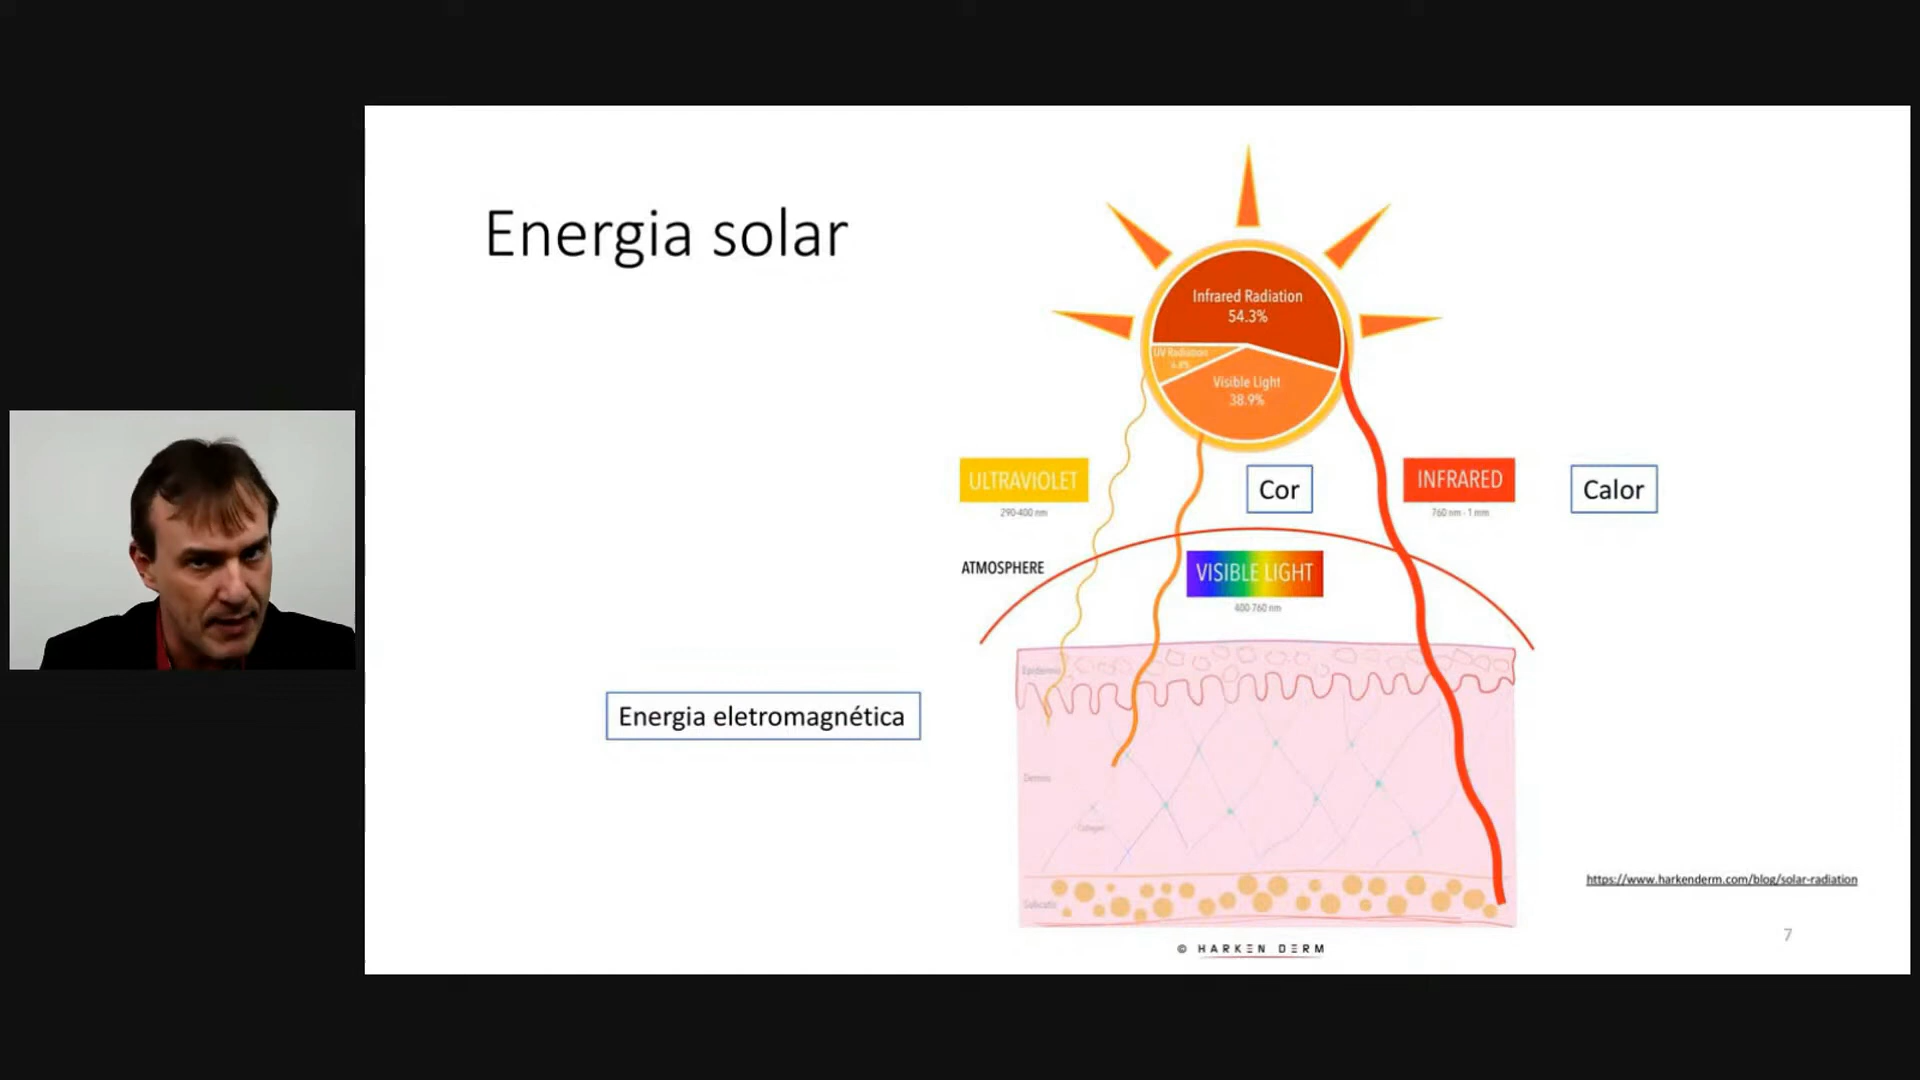 Energia solar
Infrared Radiation
54.3%
UV Radiation
6.8%
Visible Light
38.9%
ULTRAVIOLET
290-400 nm
Cor
INFRARED
760 nm - 1 mm
Calor
ATMOSPHERE
VISIBLE LIGHT
400-760 nm
Epidermis
Energia eletromagnética
Dermis
Collagen
https://www.harkenderm.com/blog/solar-radiation
7
© HARKEN DERM